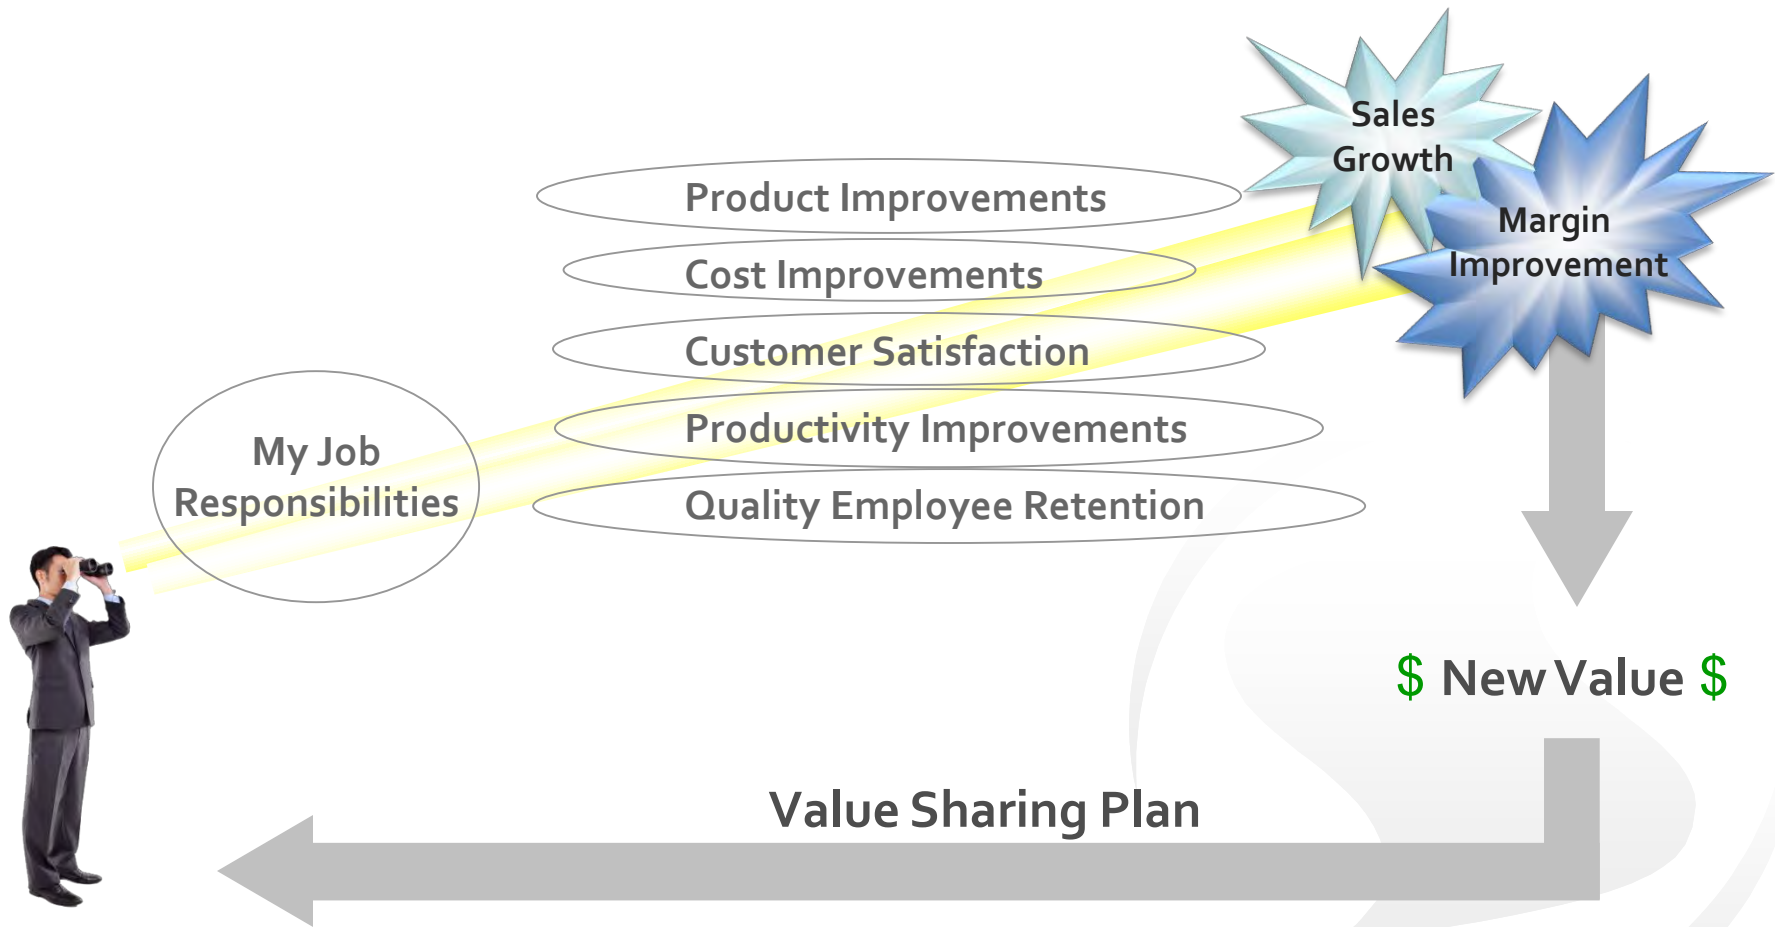 Sales
Growth
Margin
Improvement
Product Improvements
Cost Improvements
Customer Satisfaction
Productivity Improvements
Quality Employee Retention
My Job
Responsibilities
$ New Value $
Value Sharing Plan